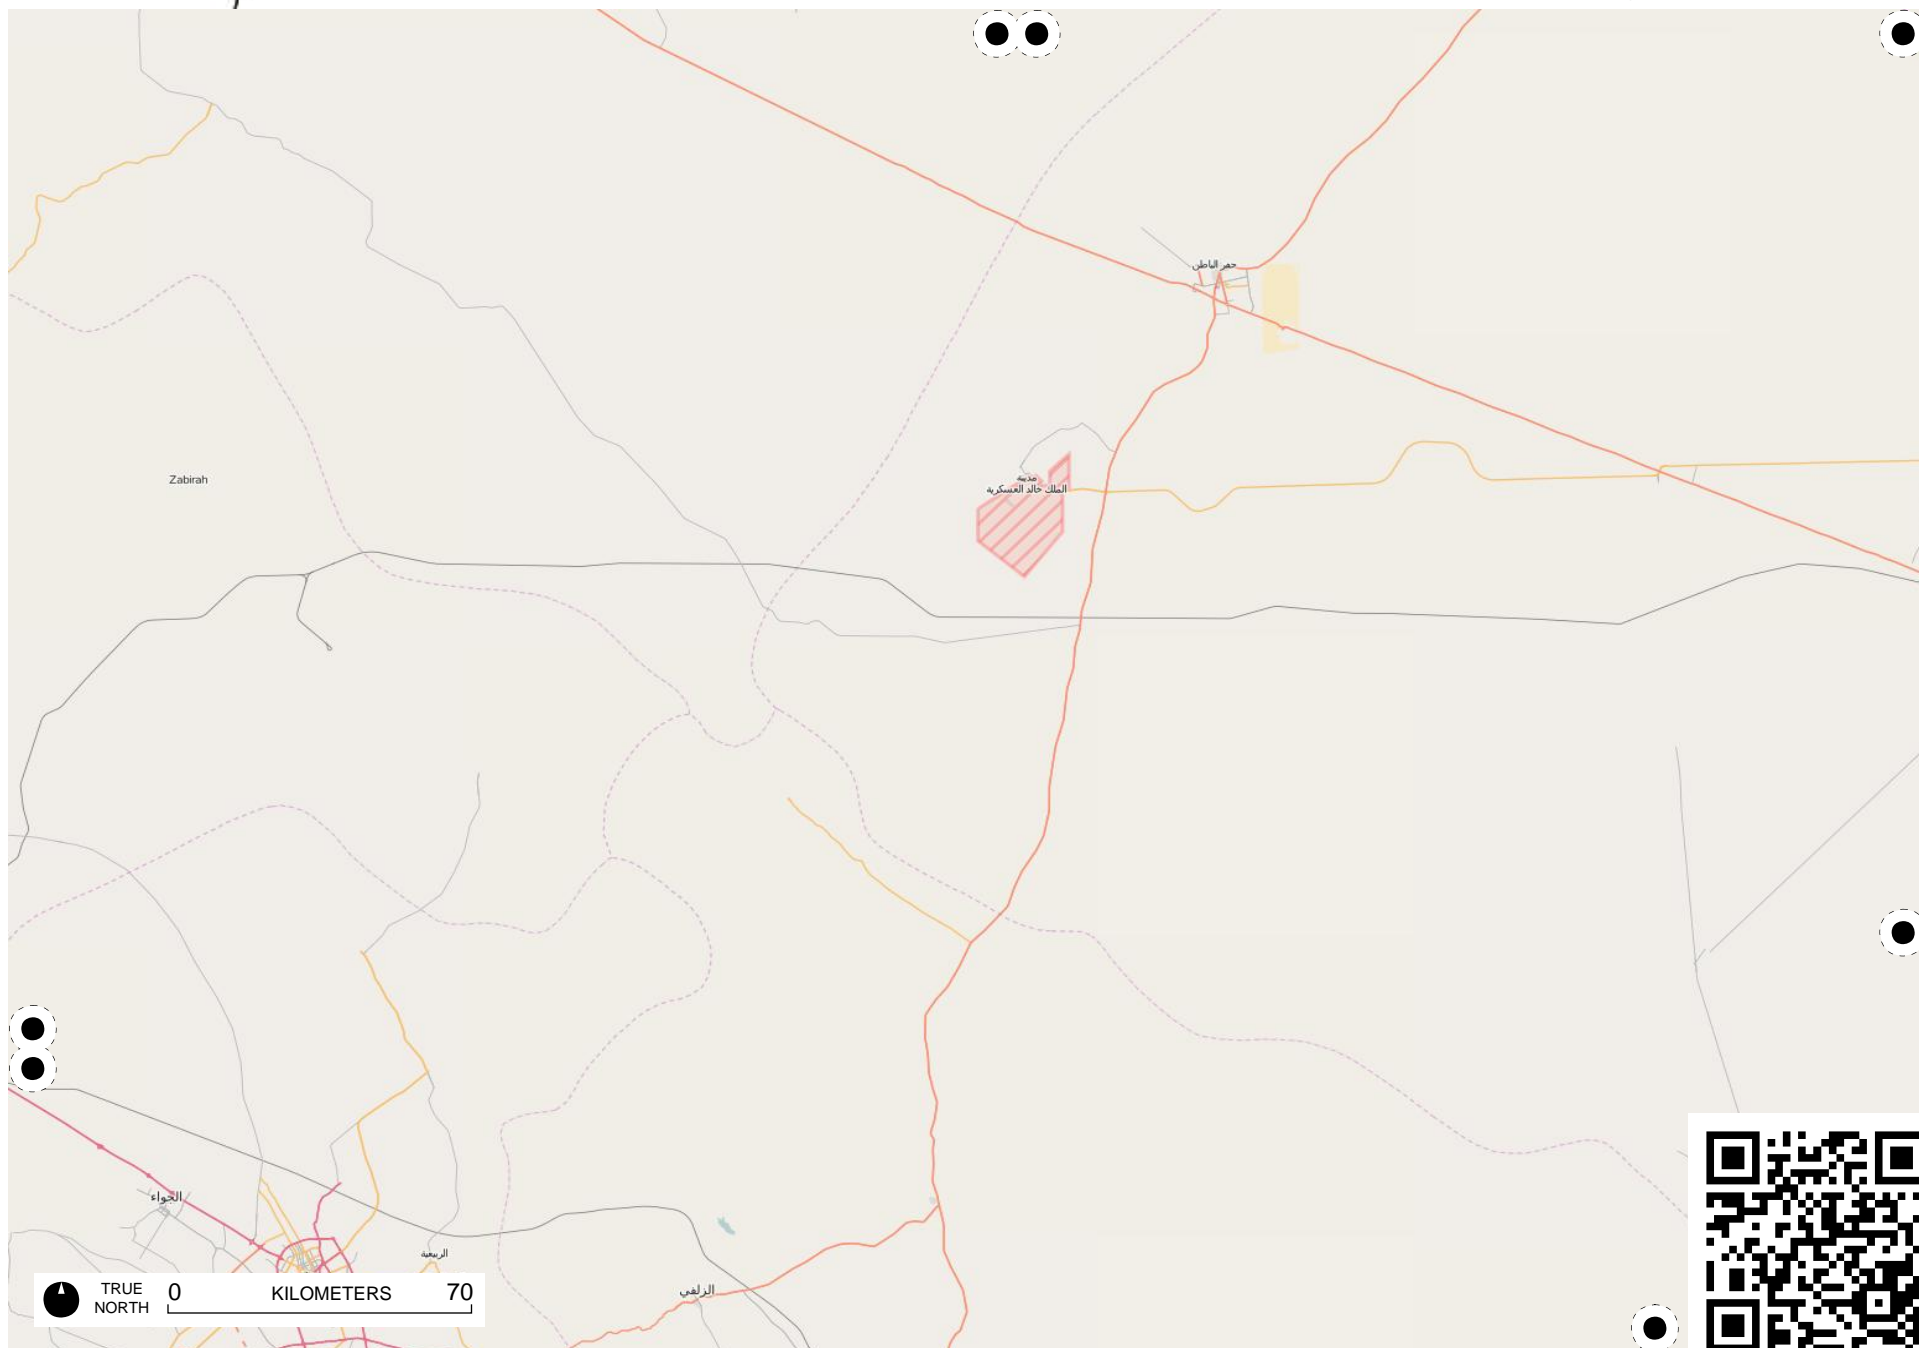 حفر الباطن
مدينة
الملك خالد العسكرية
Zabirah
الجواء
الربيعية
الزلفي
TRUE
NORTH
0 KILOMETERS 70